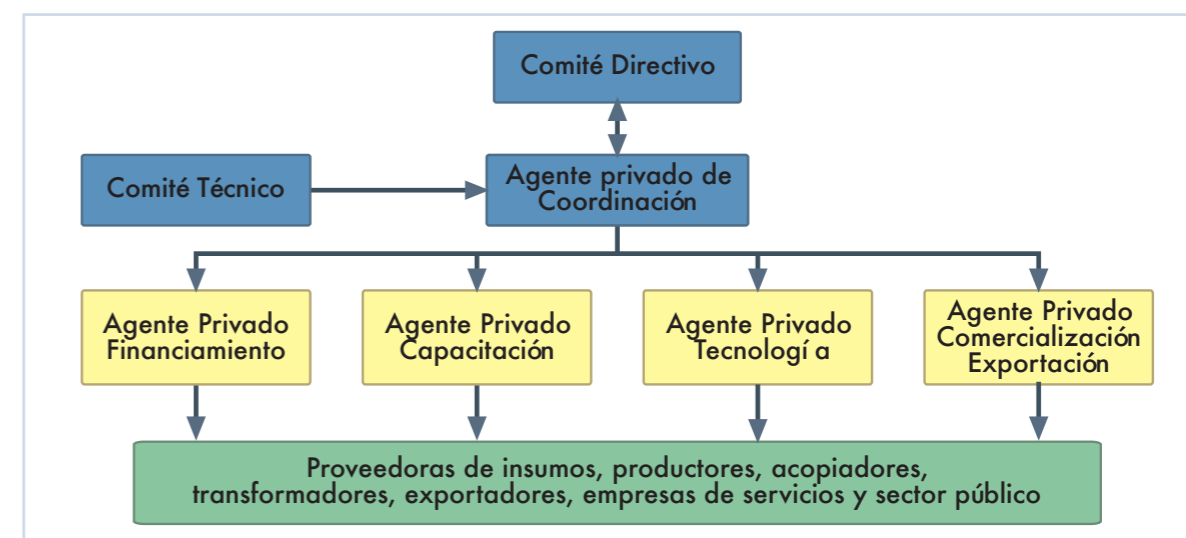 Comité Directivo
Comité Técnico
Agente privado de
Coordinación
Agente Privado
Financiamiento
Agente Privado
Capacitación
Agente Privado
Tecnologí a
Agente Privado
Comercialización
Exportación
Proveedoras de insumos, productores, acopiadores,
transformadores, exportadores, empresas de servicios y sector público